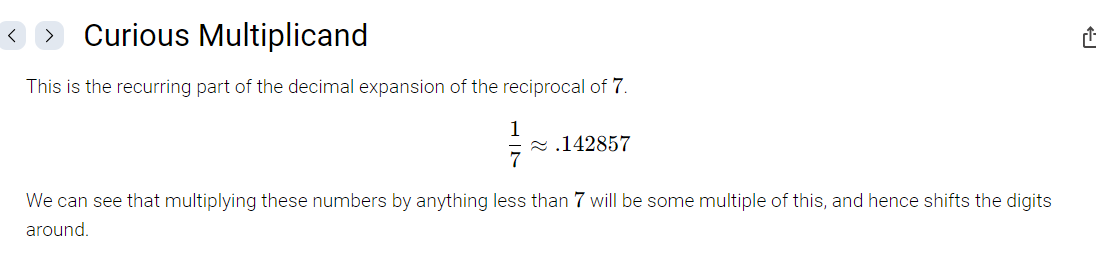 Curious Multiplicand
This is the recurring part of the decimal expansion of the reciprocal of 7.
1/7 ≈ .142857
We can see that multiplying these numbers by anything less than 7 will be some multiple of this, and hence shifts the digits
around.